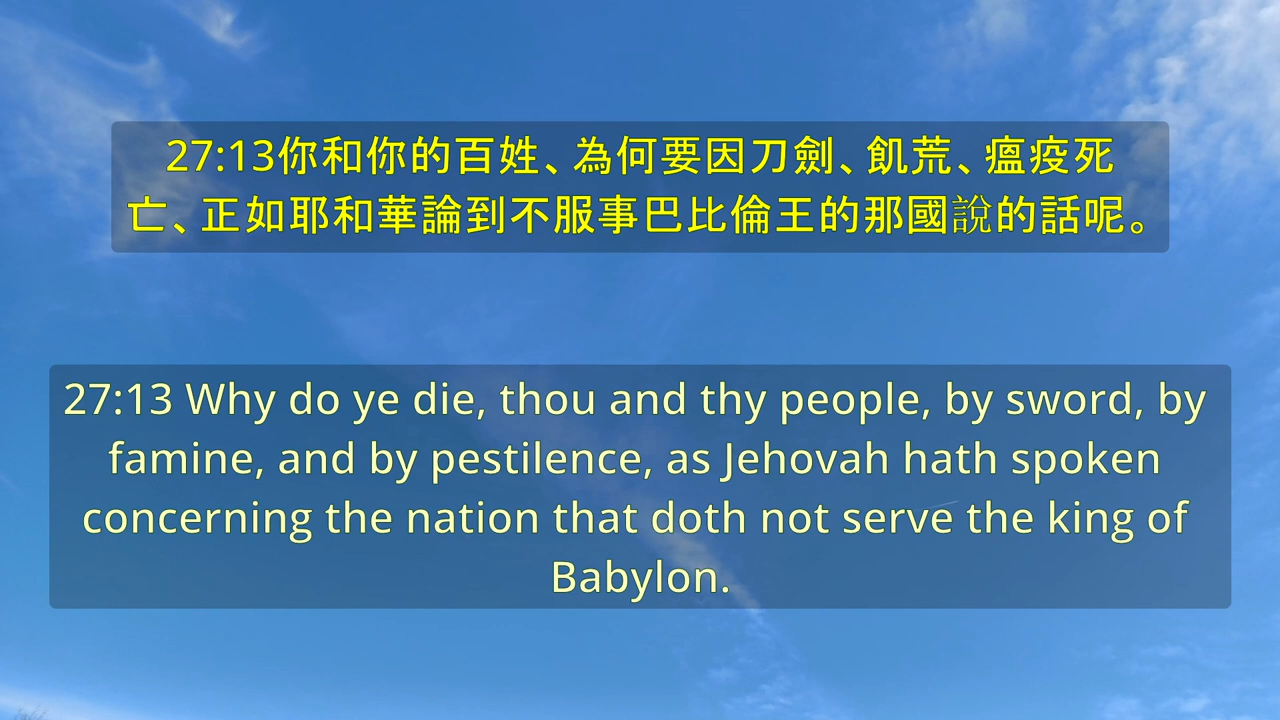 27:13你和你的百姓、為何要因刀劍、飢荒、瘟疫死
亡、正如耶和華論到不服事巴比倫王的那國說的話呢。
27:13 Why do ye die, thou and thy people, by sword, by
famine, and by pestilence, as Jehovah hath spoken
concerning the nation that doth not serve the king of
Babylon.